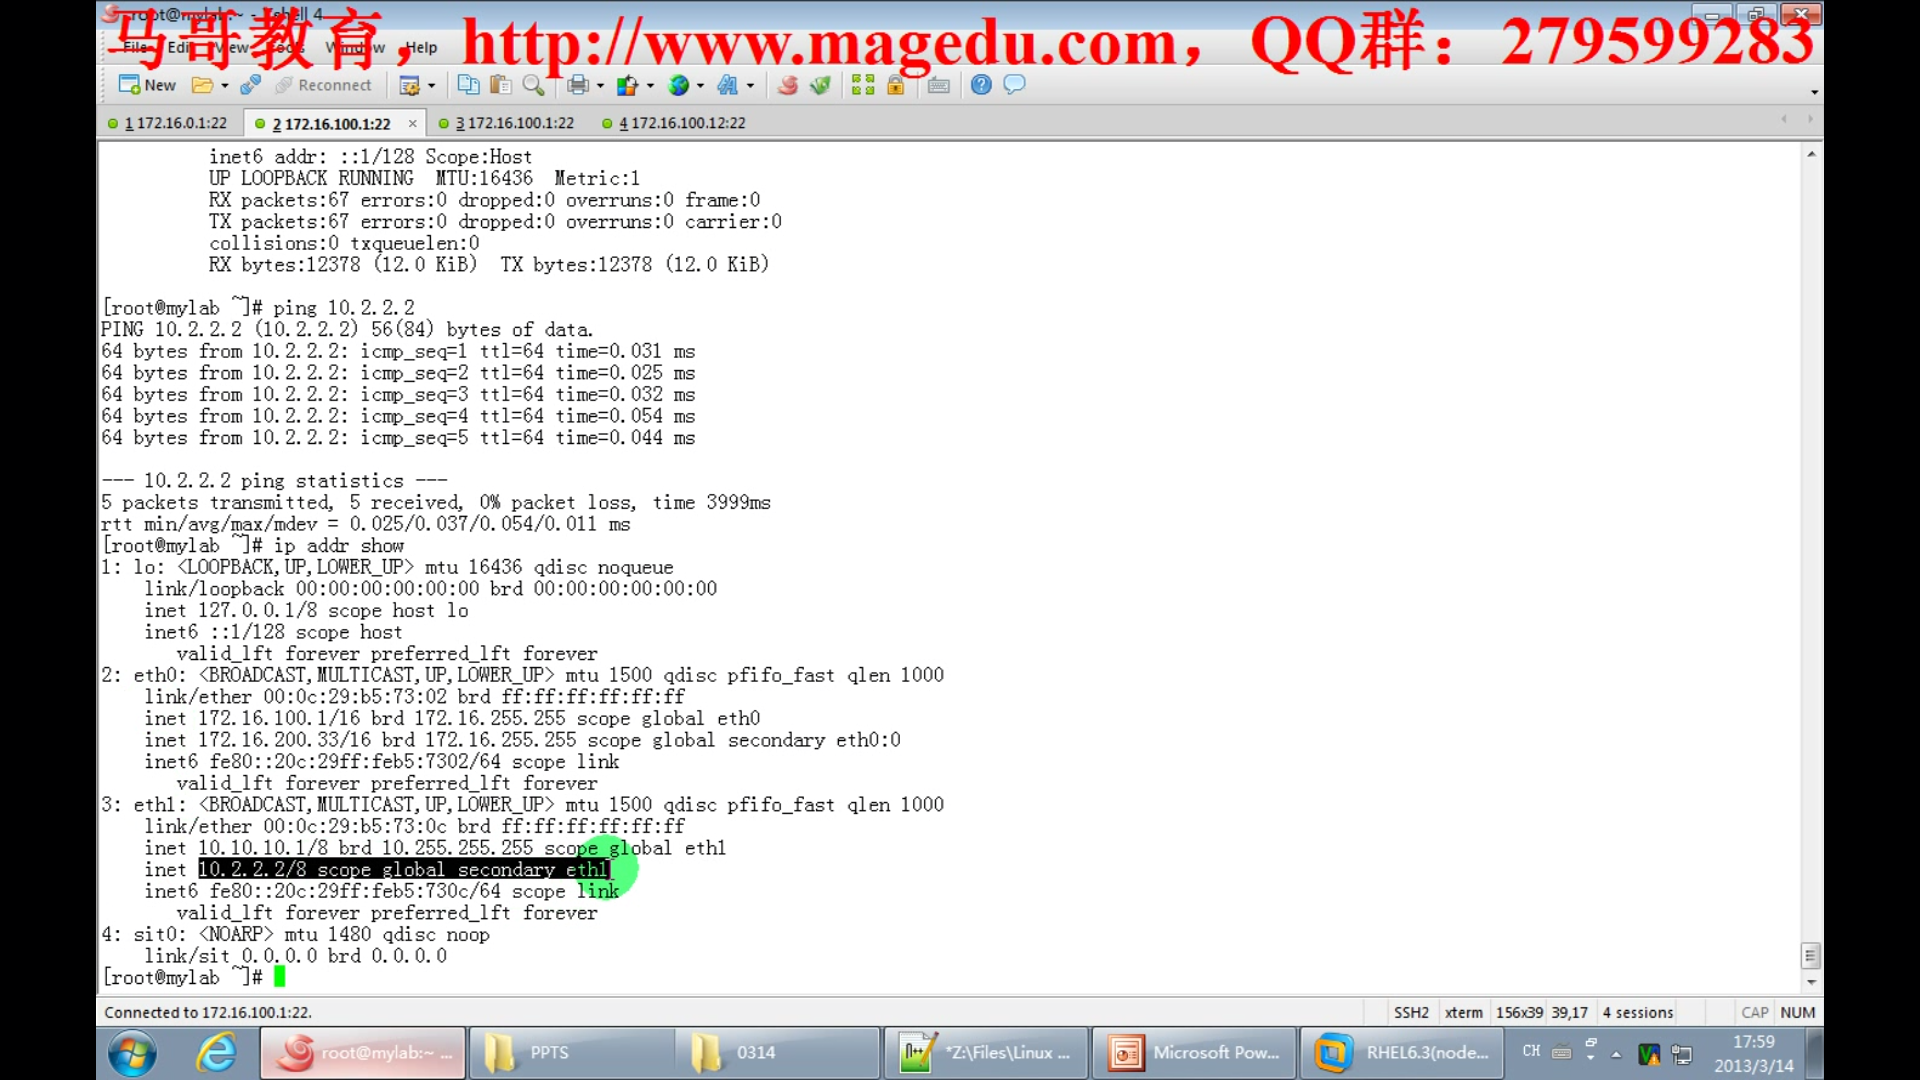 root@mylab:~ - Xshell 4
马哥教育，http://www.magedu.com，QQ群：279599283
File Edit View Tools Window Help
New Reconnect
1 172.16.0.1:22 2 172.16.100.1:22 × 3 172.16.100.1:22 4 172.16.100.12:22
inet6 addr: ::1/128 Scope:Host
UP LOOPBACK RUNNING  MTU:16436  Metric:1
RX packets:67 errors:0 dropped:0 overruns:0 frame:0
TX packets:67 errors:0 dropped:0 overruns:0 carrier:0
collisions:0 txqueuelen:0
RX bytes:12378 (12.0 KiB)  TX bytes:12378 (12.0 KiB)
[root@mylab ~]# ping 10.2.2.2
PING 10.2.2.2 (10.2.2.2) 56(84) bytes of data.
64 bytes from 10.2.2.2: icmp_seq=1 ttl=64 time=0.031 ms
64 bytes from 10.2.2.2: icmp_seq=2 ttl=64 time=0.025 ms
64 bytes from 10.2.2.2: icmp_seq=3 ttl=64 time=0.032 ms
64 bytes from 10.2.2.2: icmp_seq=4 ttl=64 time=0.054 ms
64 bytes from 10.2.2.2: icmp_seq=5 ttl=64 time=0.044 ms
--- 10.2.2.2 ping statistics ---
5 packets transmitted, 5 received, 0% packet loss, time 3999ms
rtt min/avg/max/mdev = 0.025/0.037/0.054/0.011 ms
[root@mylab ~]# ip addr show
1: lo: <LOOPBACK,UP,LOWER_UP> mtu 16436 qdisc noqueue
link/loopback 00:00:00:00:00:00 brd 00:00:00:00:00:00
inet 127.0.0.1/8 scope host lo
inet6 ::1/128 scope host
valid_lft forever preferred_lft forever
2: eth0: <BROADCAST,MULTICAST,UP,LOWER_UP> mtu 1500 qdisc pfifo_fast qlen 1000
link/ether 00:0c:29:b5:73:02 brd ff:ff:ff:ff:ff:ff
inet 172.16.100.1/16 brd 172.16.255.255 scope global eth0
inet 172.16.200.33/16 brd 172.16.255.255 scope global secondary eth0:0
inet6 fe80::20c:29ff:feb5:7302/64 scope link
valid_lft forever preferred_lft forever
3: eth1: <BROADCAST,MULTICAST,UP,LOWER_UP> mtu 1500 qdisc pfifo_fast qlen 1000
link/ether 00:0c:29:b5:73:0c brd ff:ff:ff:ff:ff:ff
inet 10.10.10.1/8 brd 10.255.255.255 scope global eth1
inet 10.2.2.2/8 scope global secondary eth1
inet6 fe80::20c:29ff:feb5:730c/64 scope link
valid_lft forever preferred_lft forever
4: sit0: <NOARP> mtu 1480 qdisc noop
link/sit 0.0.0.0 brd 0.0.0.0
[root@mylab ~]#
Connected to 172.16.100.1:22. SSH2 xterm 156x39 39,17 4 sessions CAP NUM
root@mylab:~ ... PPTS 0314 *Z:\Files\Linux ... Microsoft Pow... RHEL6.3(node... CH 17:59
2013/3/14